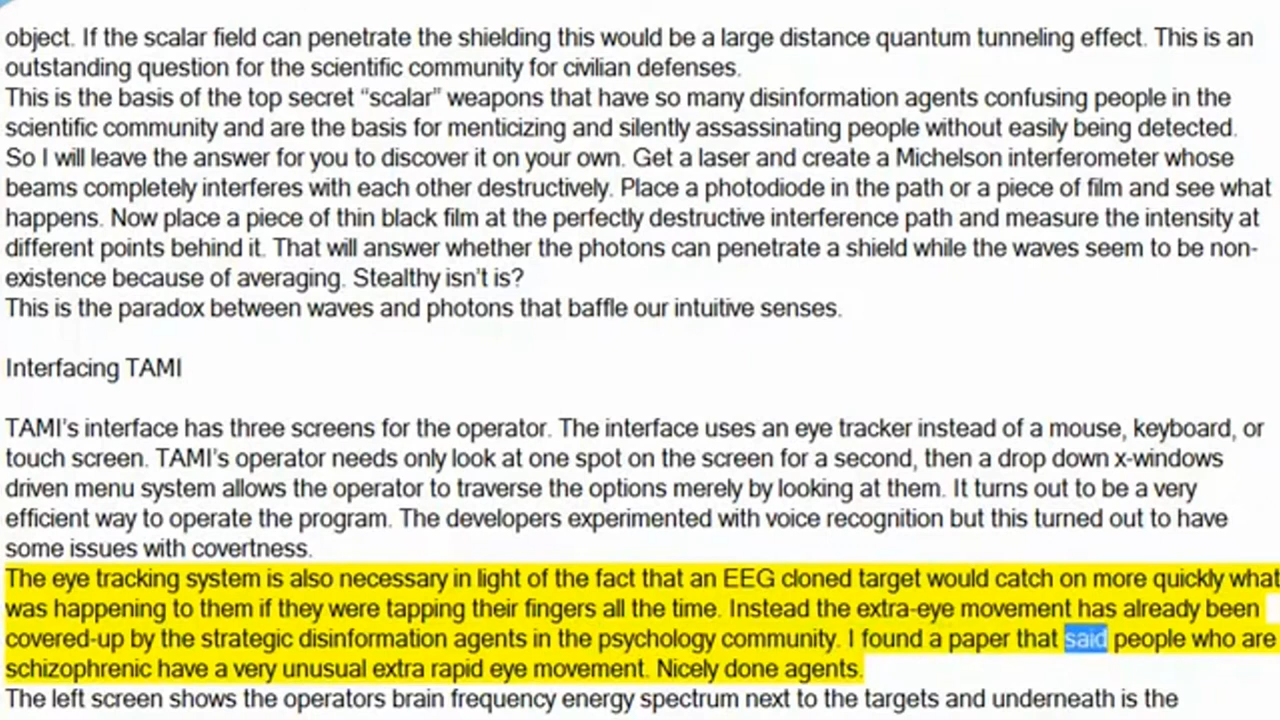 object. If the scalar field can penetrate the shielding this would be a large distance quantum tunneling effect. This is an
outstanding question for the scientific community for civilian defenses.
This is the basis of the top secret “scalar” weapons that have so many disinformation agents confusing people in the
scientific community and are the basis for menticizing and silently assassinating people without easily being detected.
So I will leave the answer for you to discover it on your own. Get a laser and create a Michelson interferometer whose
beams completely interferes with each other destructively. Place a photodiode in the path or a piece of film and see what
happens. Now place a piece of thin black film at the perfectly destructive interference path and measure the intensity at
different points behind it. That will answer whether the photons can penetrate a shield while the waves seem to be non-
existence because of averaging. Stealthy isn’t is?
This is the paradox between waves and photons that baffle our intuitive senses.
Interfacing TAMI
TAMI’s interface has three screens for the operator. The interface uses an eye tracker instead of a mouse, keyboard, or
touch screen. TAMI’s operator needs only look at one spot on the screen for a second, then a drop down x-windows
driven menu system allows the operator to traverse the options merely by looking at them. It turns out to be a very
efficient way to operate the program. The developers experimented with voice recognition but this turned out to have
some issues with covertness.
The eye tracking system is also necessary in light of the fact that an EEG cloned target would catch on more quickly what
was happening to them if they were tapping their fingers all the time. Instead the extra-eye movement has already been
covered-up by the strategic disinformation agents in the psychology community. I found a paper that said people who are
schizophrenic have a very unusual extra rapid eye movement. Nicely done agents.
The left screen shows the operators brain frequency energy spectrum next to the targets and underneath is the